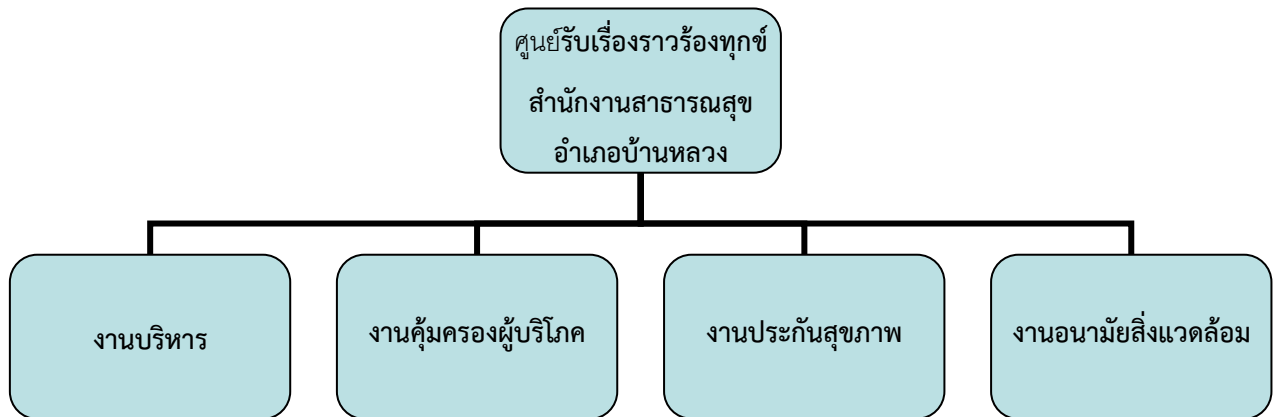 ศูนย์รับเรื่องราวร้องทุกข์
สำนักงานสาธารณสุข
อำเภอบ้านหลวง
งานบริหาร
งานคุ้มครองผู้บริโภค
งานประกันสุขภาพ
งานอนามัยสิ่งแวดล้อม